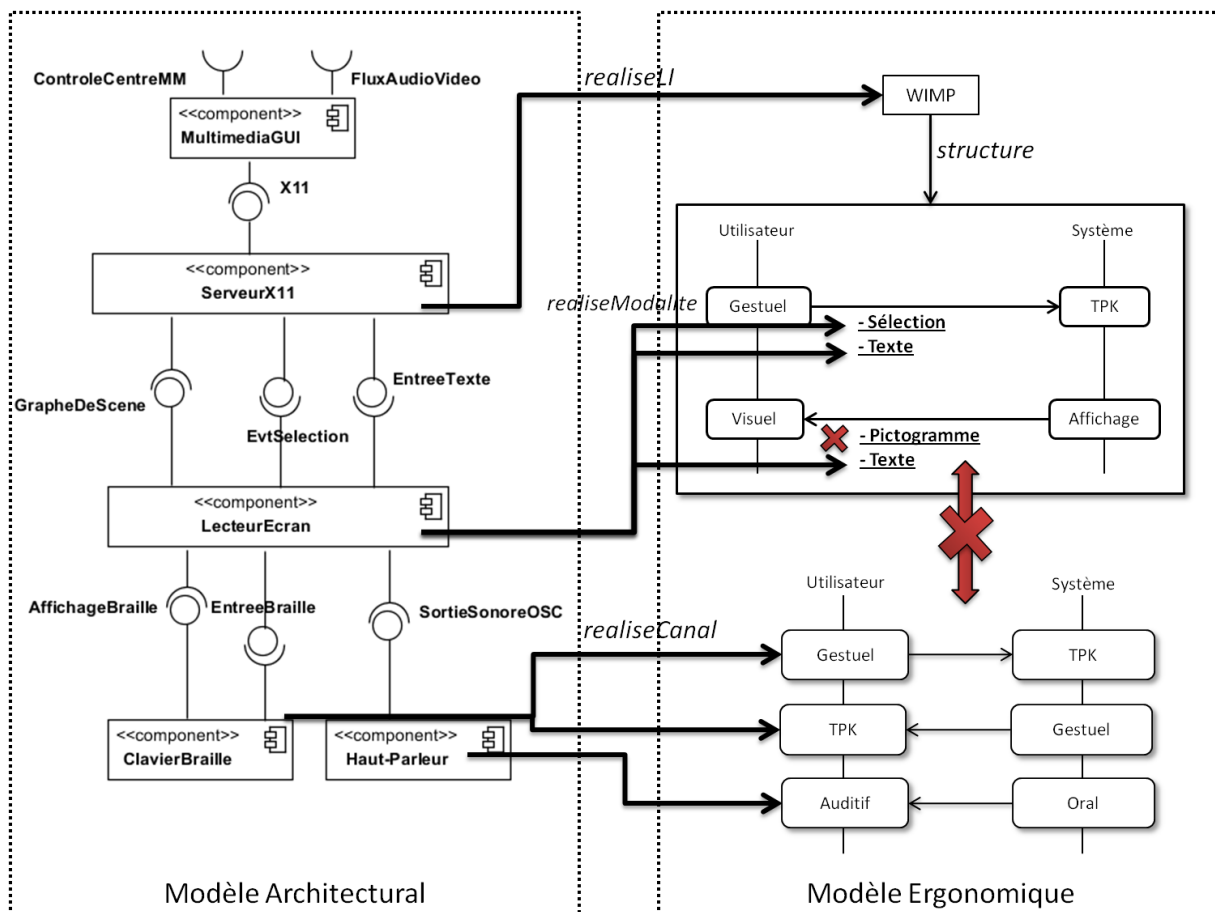 ControleCentreMM
FluxAudioVideo
<<component>>
MultimediaGUI
X11
<<component>>
ServeurX11
GrapheDeScene
EvtSelection
EntreeTexte
<<component>>
LecteurEcran
AffichageBraille
EntreeBraille
SortieSonoreOSC
<<component>>
ClavierBraille
<<component>>
Haut-Parleur
Modèle Architectural
realiseLI
realiseModalite
realiseCanal
WIMP
structure
Utilisateur
Système
Gestuel
TPK
- Sélection
- Texte
Visuel
Affichage
- Pictogramme
- Texte
Utilisateur
Système
Gestuel
TPK
TPK
Gestuel
Auditif
Oral
Modèle Ergonomique